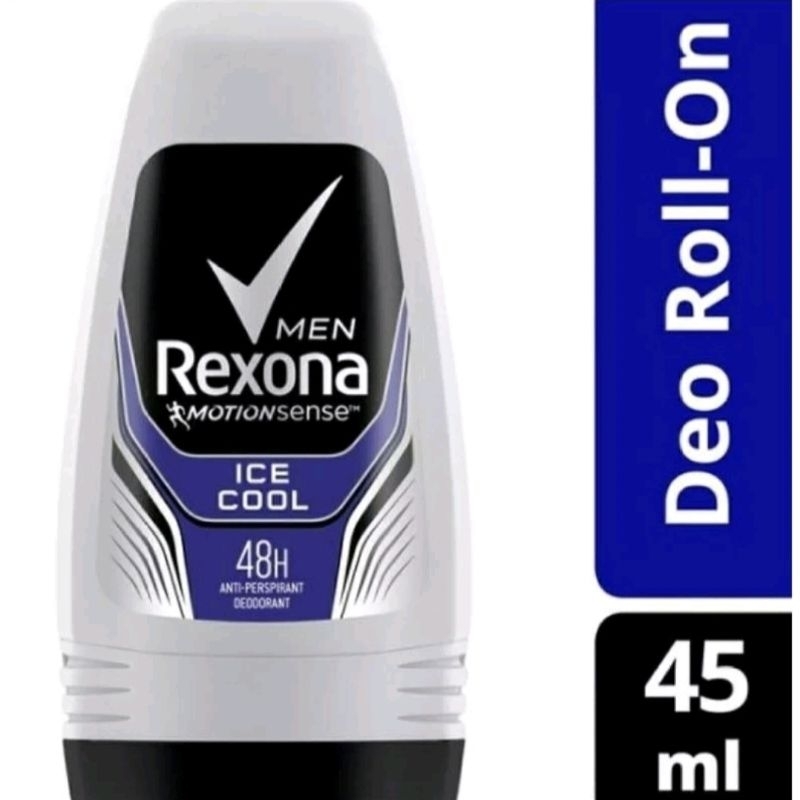 MEN
Rexona
MOTIONsense™
ICE
COOL
48H
ANTI-PERSPIRANT
DEODORANT
Deo Roll-On
45
ml